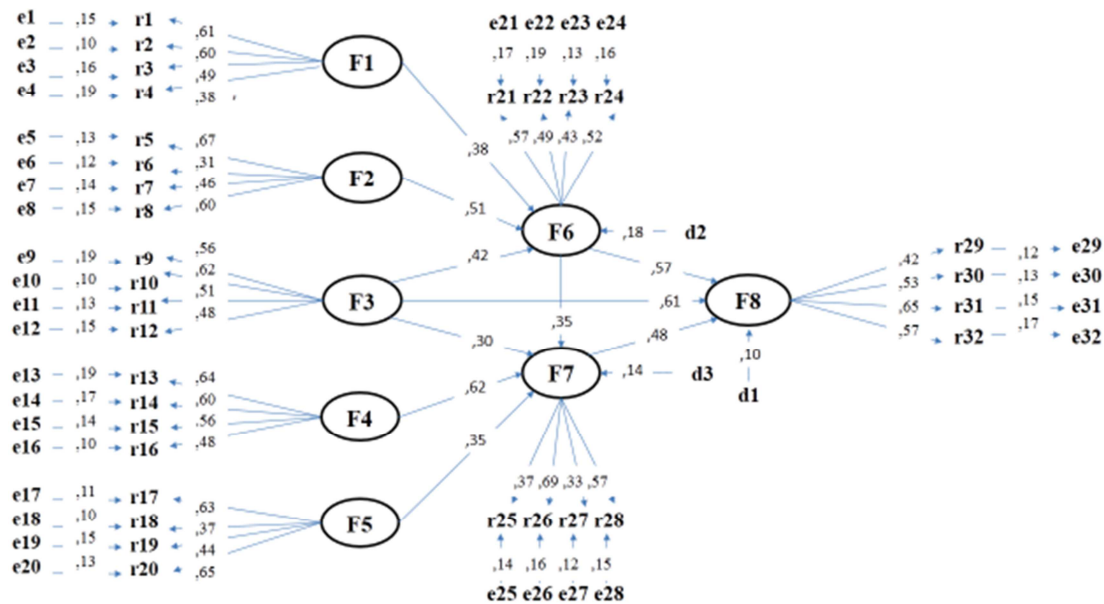 e1 ,15 r1 ,61
e2 ,10 r2 ,60
e3 ,16 r3 ,49
e4 ,19 r4 ,38 ,
F1
e21 e22 e23 e24
,17 ,19 ,13 ,16
r21 r22 r23 r24
,57 ,49 ,43 ,52
,38
e5 ,13 r5 ,67
e6 ,12 r6 ,31
e7 ,14 r7 ,46
e8 ,15 r8 ,60
F2
,51
F6
,18 d2
e9 ,19 r9 ,56
e10 ,10 r10 ,62
e11 ,13 r11 ,51
e12 ,15 r12 ,48
F3
,42
,57
,61
,35
,30
,48
F8
,42 r29 ,12 e29
,53 r30 ,13 e30
,65 r31 ,15 e31
,57 r32 ,17 e32
,10
d1
F7
,14 d3
e13 ,19 r13 ,64
e14 ,17 r14 ,60
e15 ,14 r15 ,56
e16 ,10 r16 ,48
F4
,62
,35
e17 ,11 r17 ,63
e18 ,10 r18 ,37
e19 ,15 r19 ,44
e20 ,13 r20 ,65
F5
,37 ,69 ,33 ,57
r25 r26 r27 r28
,14 ,16 ,12 ,15
e25 e26 e27 e28